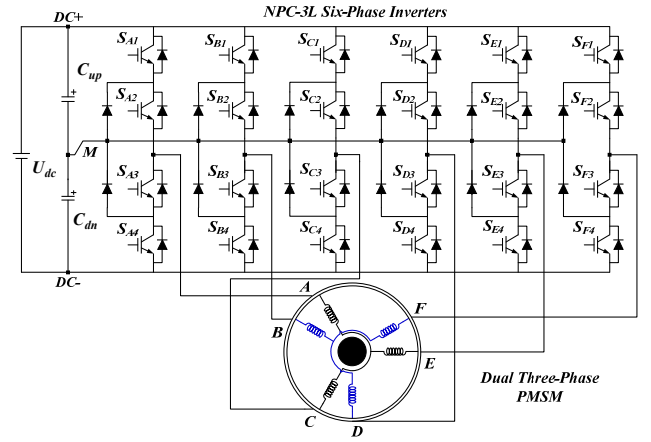 NPC-3L Six-Phase Inverters
DC+
S_A1 S_B1 S_C1 S_D1 S_E1 S_F1
C_up
+
S_A2 S_B2 S_C2 S_D2 S_E2 S_F2
M
U_dc
S_A3 S_B3 S_C3 S_D3 S_E3 S_F3
+
C_dn
S_A4 S_B4 S_C4 S_D4 S_E4 S_F4
DC-
A
F
B
E
C
D
Dual Three-Phase
PMSM